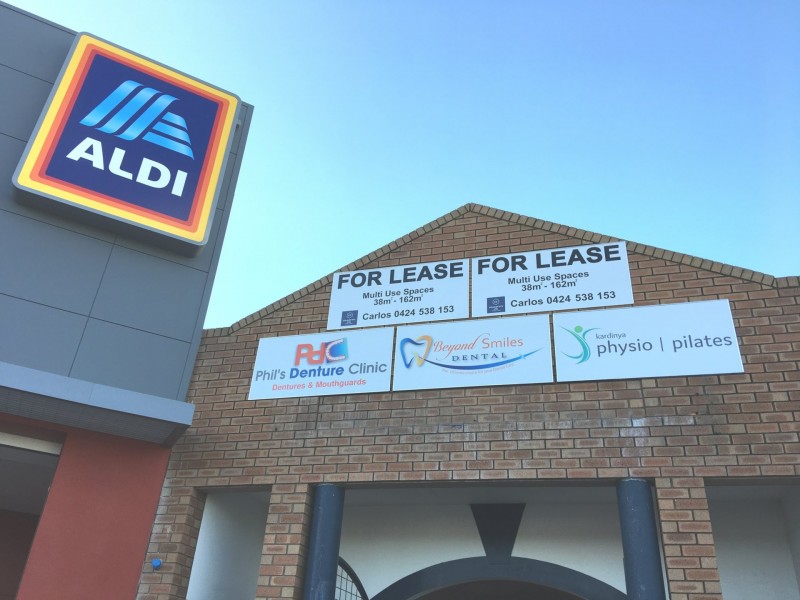 ALDI
FOR LEASE
Multi Use Spaces
38m² - 162m²
Carlos 0424 538 153
FOR LEASE
Multi Use Spaces
38m² - 162m²
Carlos 0424 538 153
PDC
Phil's Denture Clinic
Dentures & Mouthguards
Beyond Smiles
DENTAL
kardinya
physio | pilates